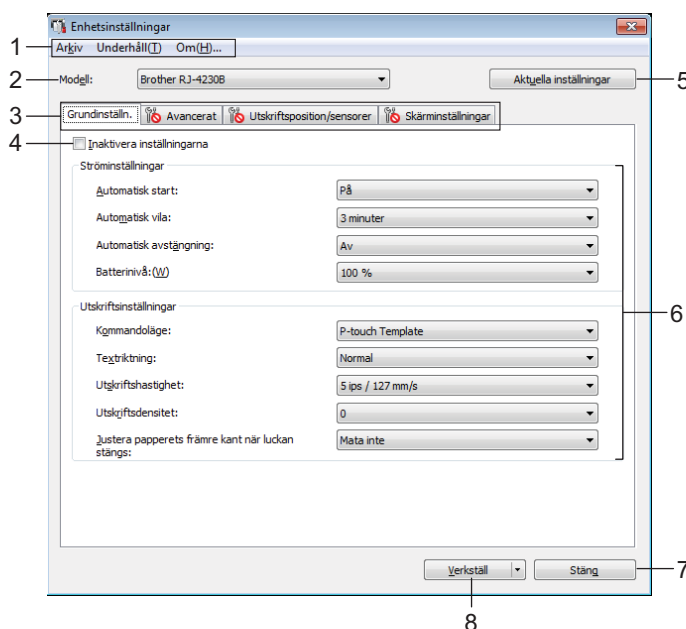 Enhetsinställningar
1
Arkiv Underhåll(T) Om(H)...
2
Modell: Brother RJ-4230B Aktuella inställningar
5
3
Grundinställn. Avancerat Utskriftsposition/sensorer Skärminställningar
4
Inaktivera inställningarna
Ströminställningar
Automatisk start: På
Automatisk vila: 3 minuter
Automatisk avstängning: Av
Batterinivå:(W) 100 %
6
Utskriftsinställningar
Kommandoläge: P-touch Template
Textriktning: Normal
Utskriftshastighet: 5 ips / 127 mm/s
Utskriftsdensitet: 0
Justera papperets främre kant när luckan Mata inte
stängs:
Verkställ Stäng
7
8